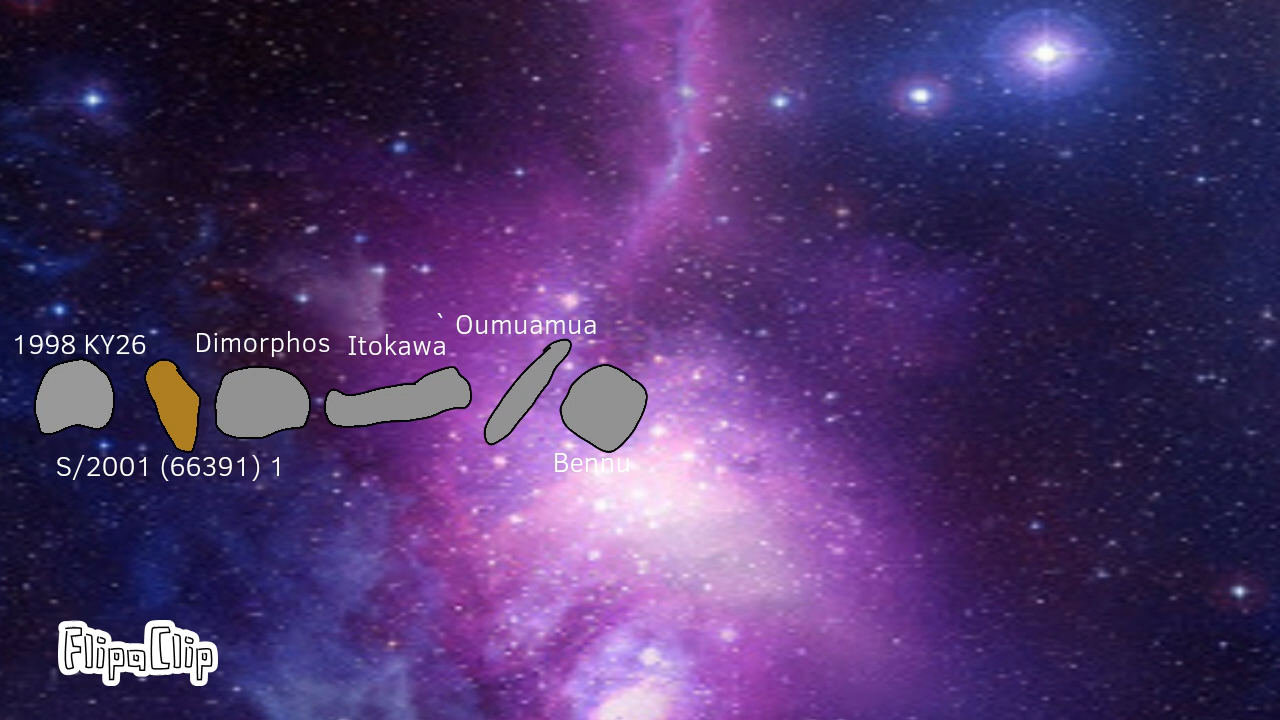 1998 KY26
Dimorphos
Itokawa
` Oumuamua
S/2001 (66391) 1
Bennu
FlipaClip